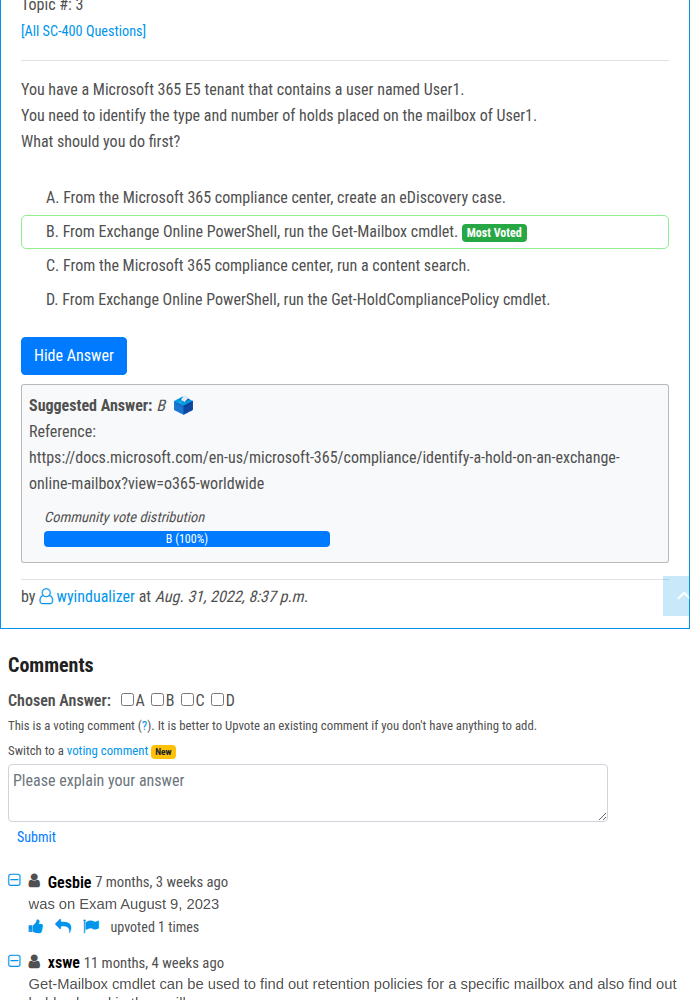 Topic #: 3
[All SC-400 Questions]
You have a Microsoft 365 E5 tenant that contains a user named User1.
You need to identify the type and number of holds placed on the mailbox of User1.
What should you do first?
A. From the Microsoft 365 compliance center, create an eDiscovery case.
B. From Exchange Online PowerShell, run the Get-Mailbox cmdlet. Most Voted
C. From the Microsoft 365 compliance center, run a content search.
D. From Exchange Online PowerShell, run the Get-HoldCompliancePolicy cmdlet.
Hide Answer
Suggested Answer: B
Reference:
https://docs.microsoft.com/en-us/microsoft-365/compliance/identify-a-hold-on-an-exchange-
online-mailbox?view=o365-worldwide
Community vote distribution
B (100%)
by wyindualizer at Aug. 31, 2022, 8:37 p.m.
Comments
Chosen Answer: A B C D
This is a voting comment (?). It is better to Upvote an existing comment if you don't have anything to add.
Switch to a voting comment New
Please explain your answer
Submit
Gesbie 7 months, 3 weeks ago
was on Exam August 9, 2023
upvoted 1 times
xswe 11 months, 4 weeks ago
Get-Mailbox cmdlet can be used to find out retention policies for a specific mailbox and also find out